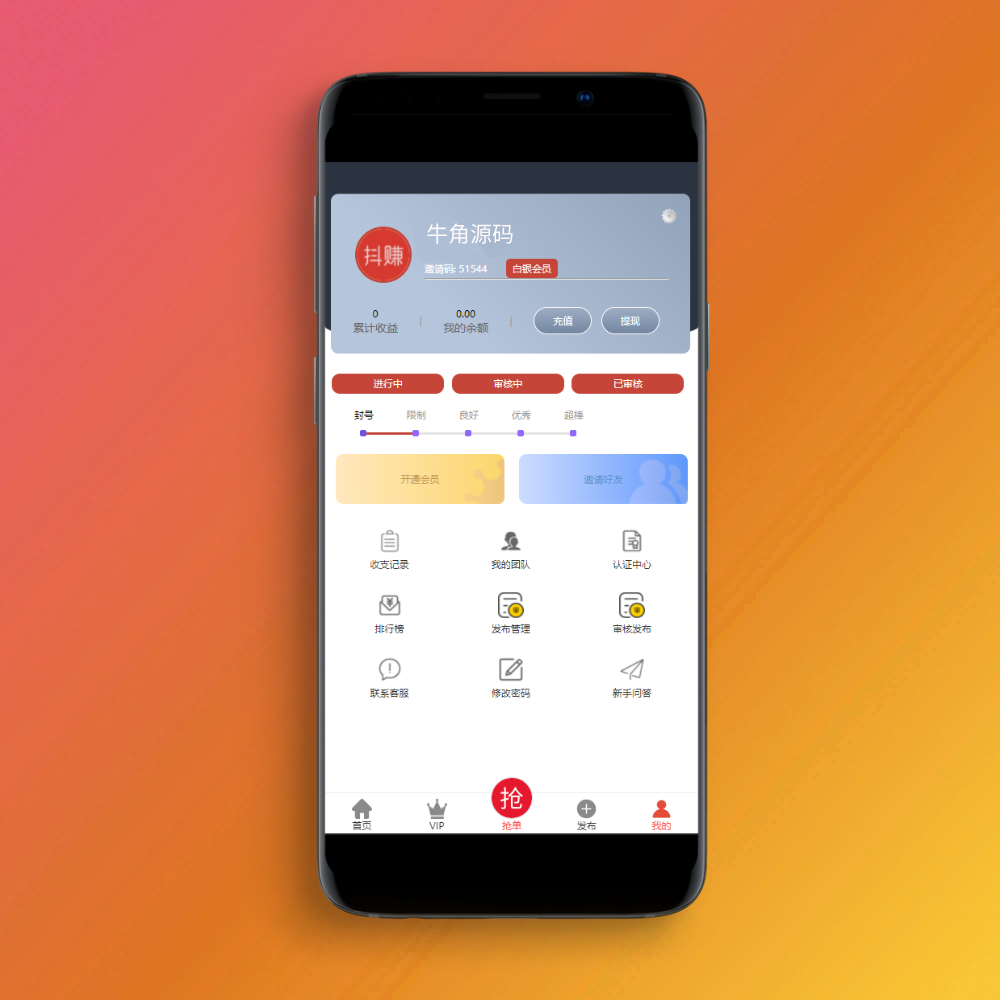 牛角源码
抖赚
邀请码: 51544 白银会员
0 0.00
累计收益 | 我的余额 | 充值 提现
进行中 审核中 已审核
封号 限制 良好 优秀 超棒
开通会员 邀请好友
收支记录 我的团队 认证中心
排行榜 发布管理 审核发布
联系客服 修改密码 新手问答
抢
首页 VIP 抢单 发布 我的